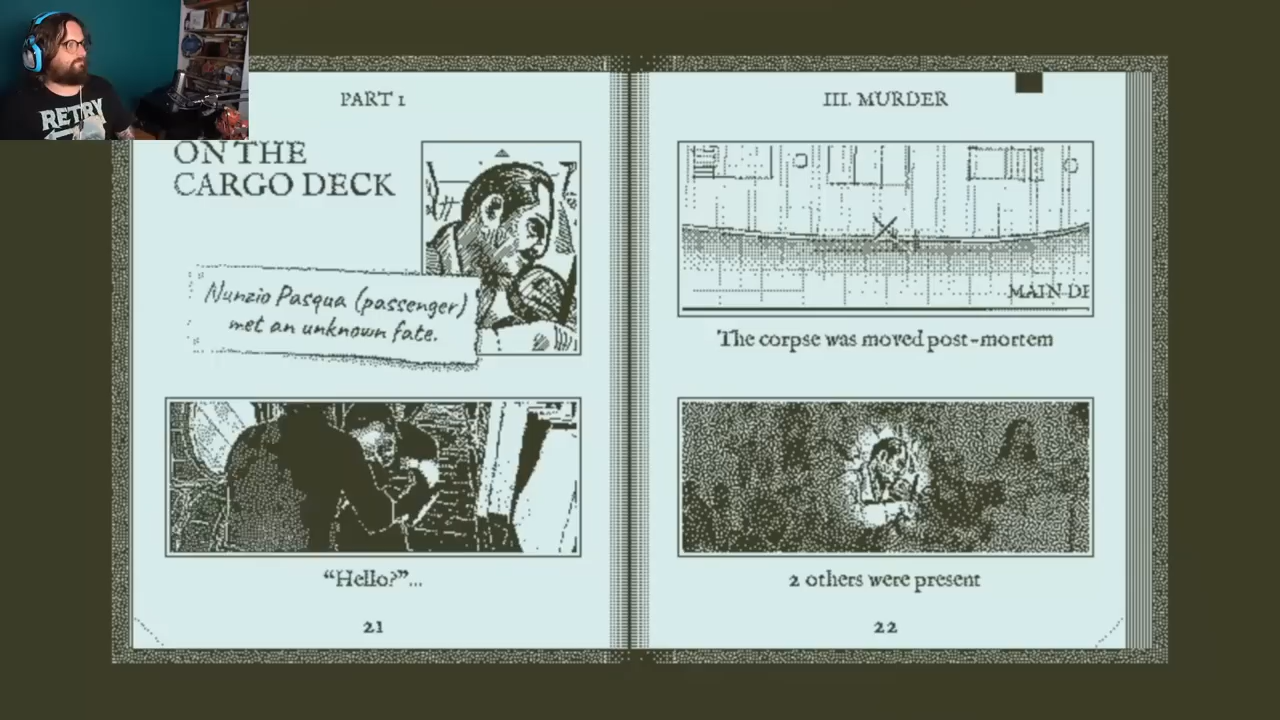 RETRY
PART 1
ON THE
CARGO DECK
Nunzio Pasqua (passenger)
met an unknown fate.
“Hello?”...
21
III. MURDER
MAIN DE
The corpse was moved post-mortem
2 others were present
22